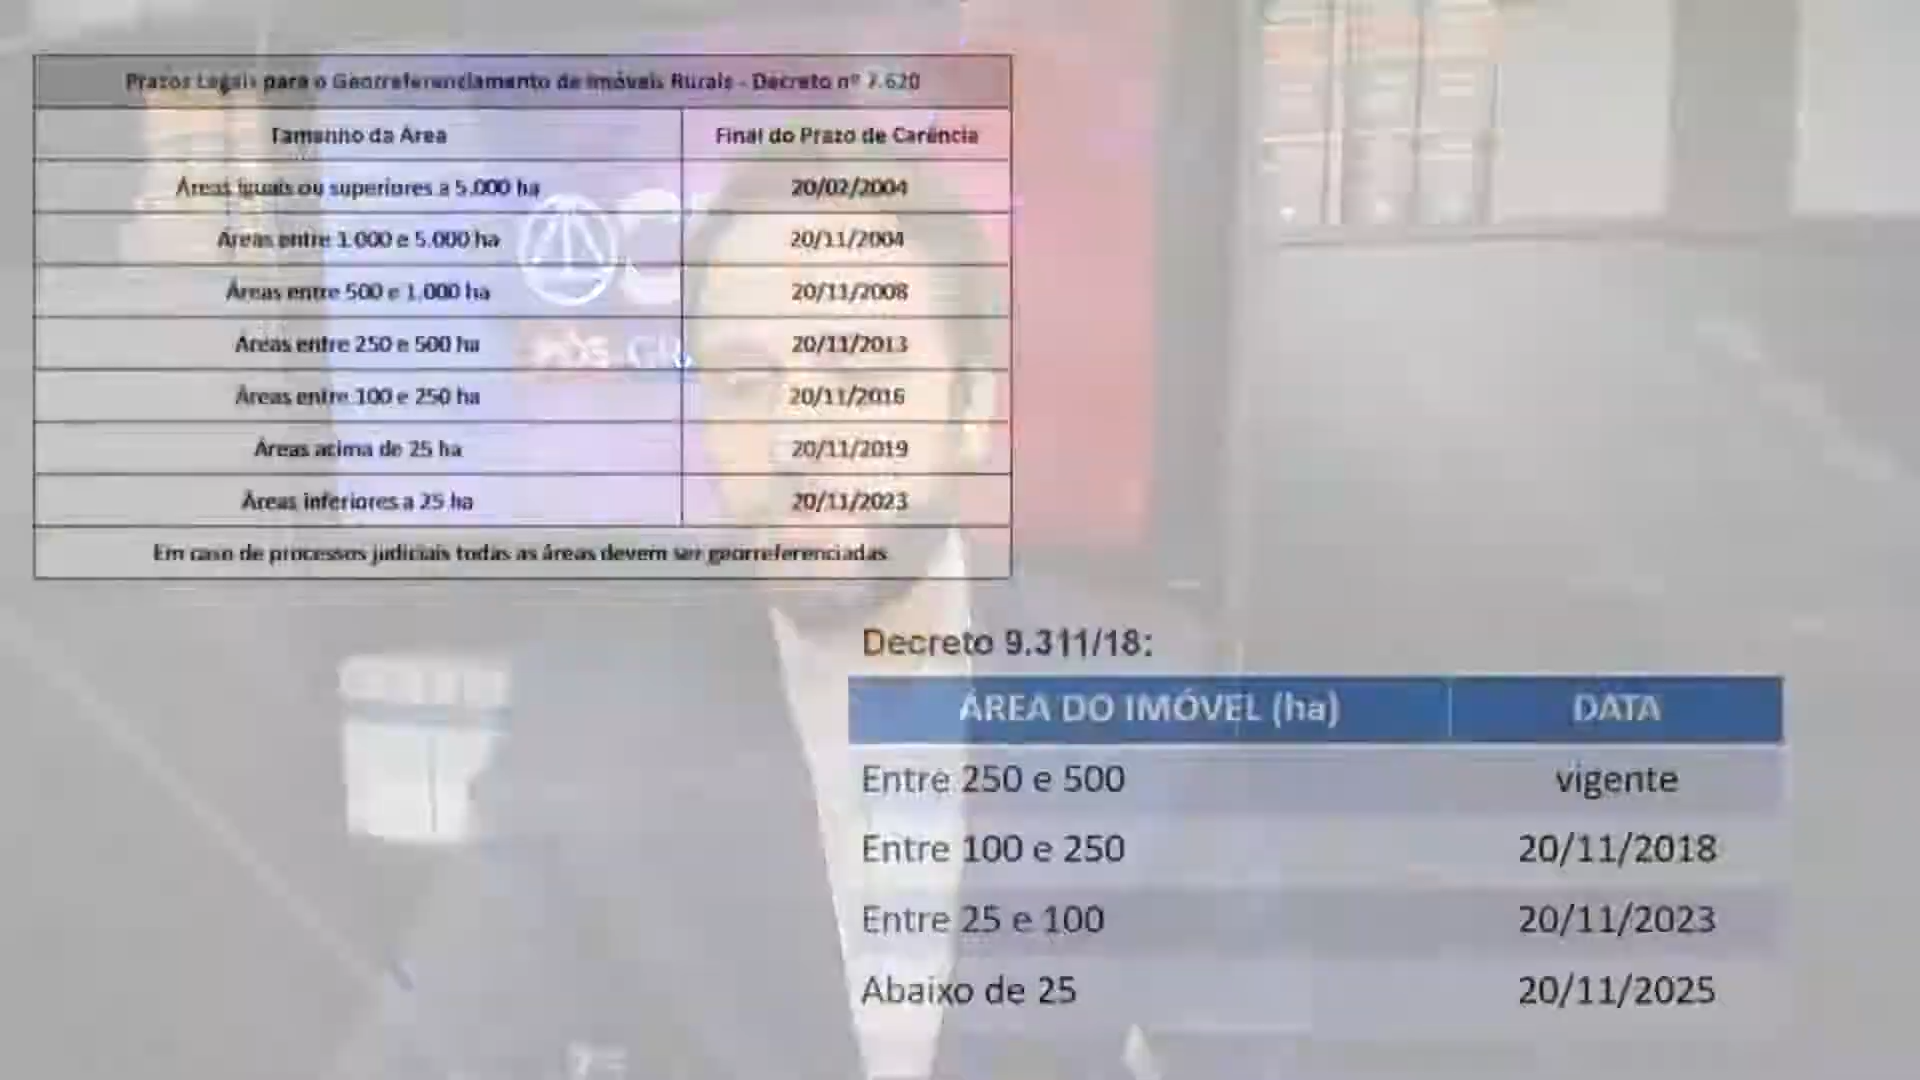 Prazos Legais para o Georreferenciamento de Imóveis Rurais - Decreto nº 7.620
Tamanho da Área Final do Prazo de Carência
Áreas iguais ou superiores a 5.000 ha 20/02/2004
Áreas entre 1.000 e 5.000 ha 20/11/2004
Áreas entre 500 e 1.000 ha 20/11/2008
Áreas entre 250 e 500 ha 20/11/2013
Áreas entre 100 e 250 ha 20/11/2016
Áreas acima de 25 ha 20/11/2019
Áreas inferiores a 25 ha 20/11/2023
Em caso de processos judiciais todas as áreas devem ser georreferenciadas
Decreto 9.311/18:
ÁREA DO IMÓVEL (ha) DATA
Entre 250 e 500 vigente
Entre 100 e 250 20/11/2018
Entre 25 e 100 20/11/2023
Abaixo de 25 20/11/2025